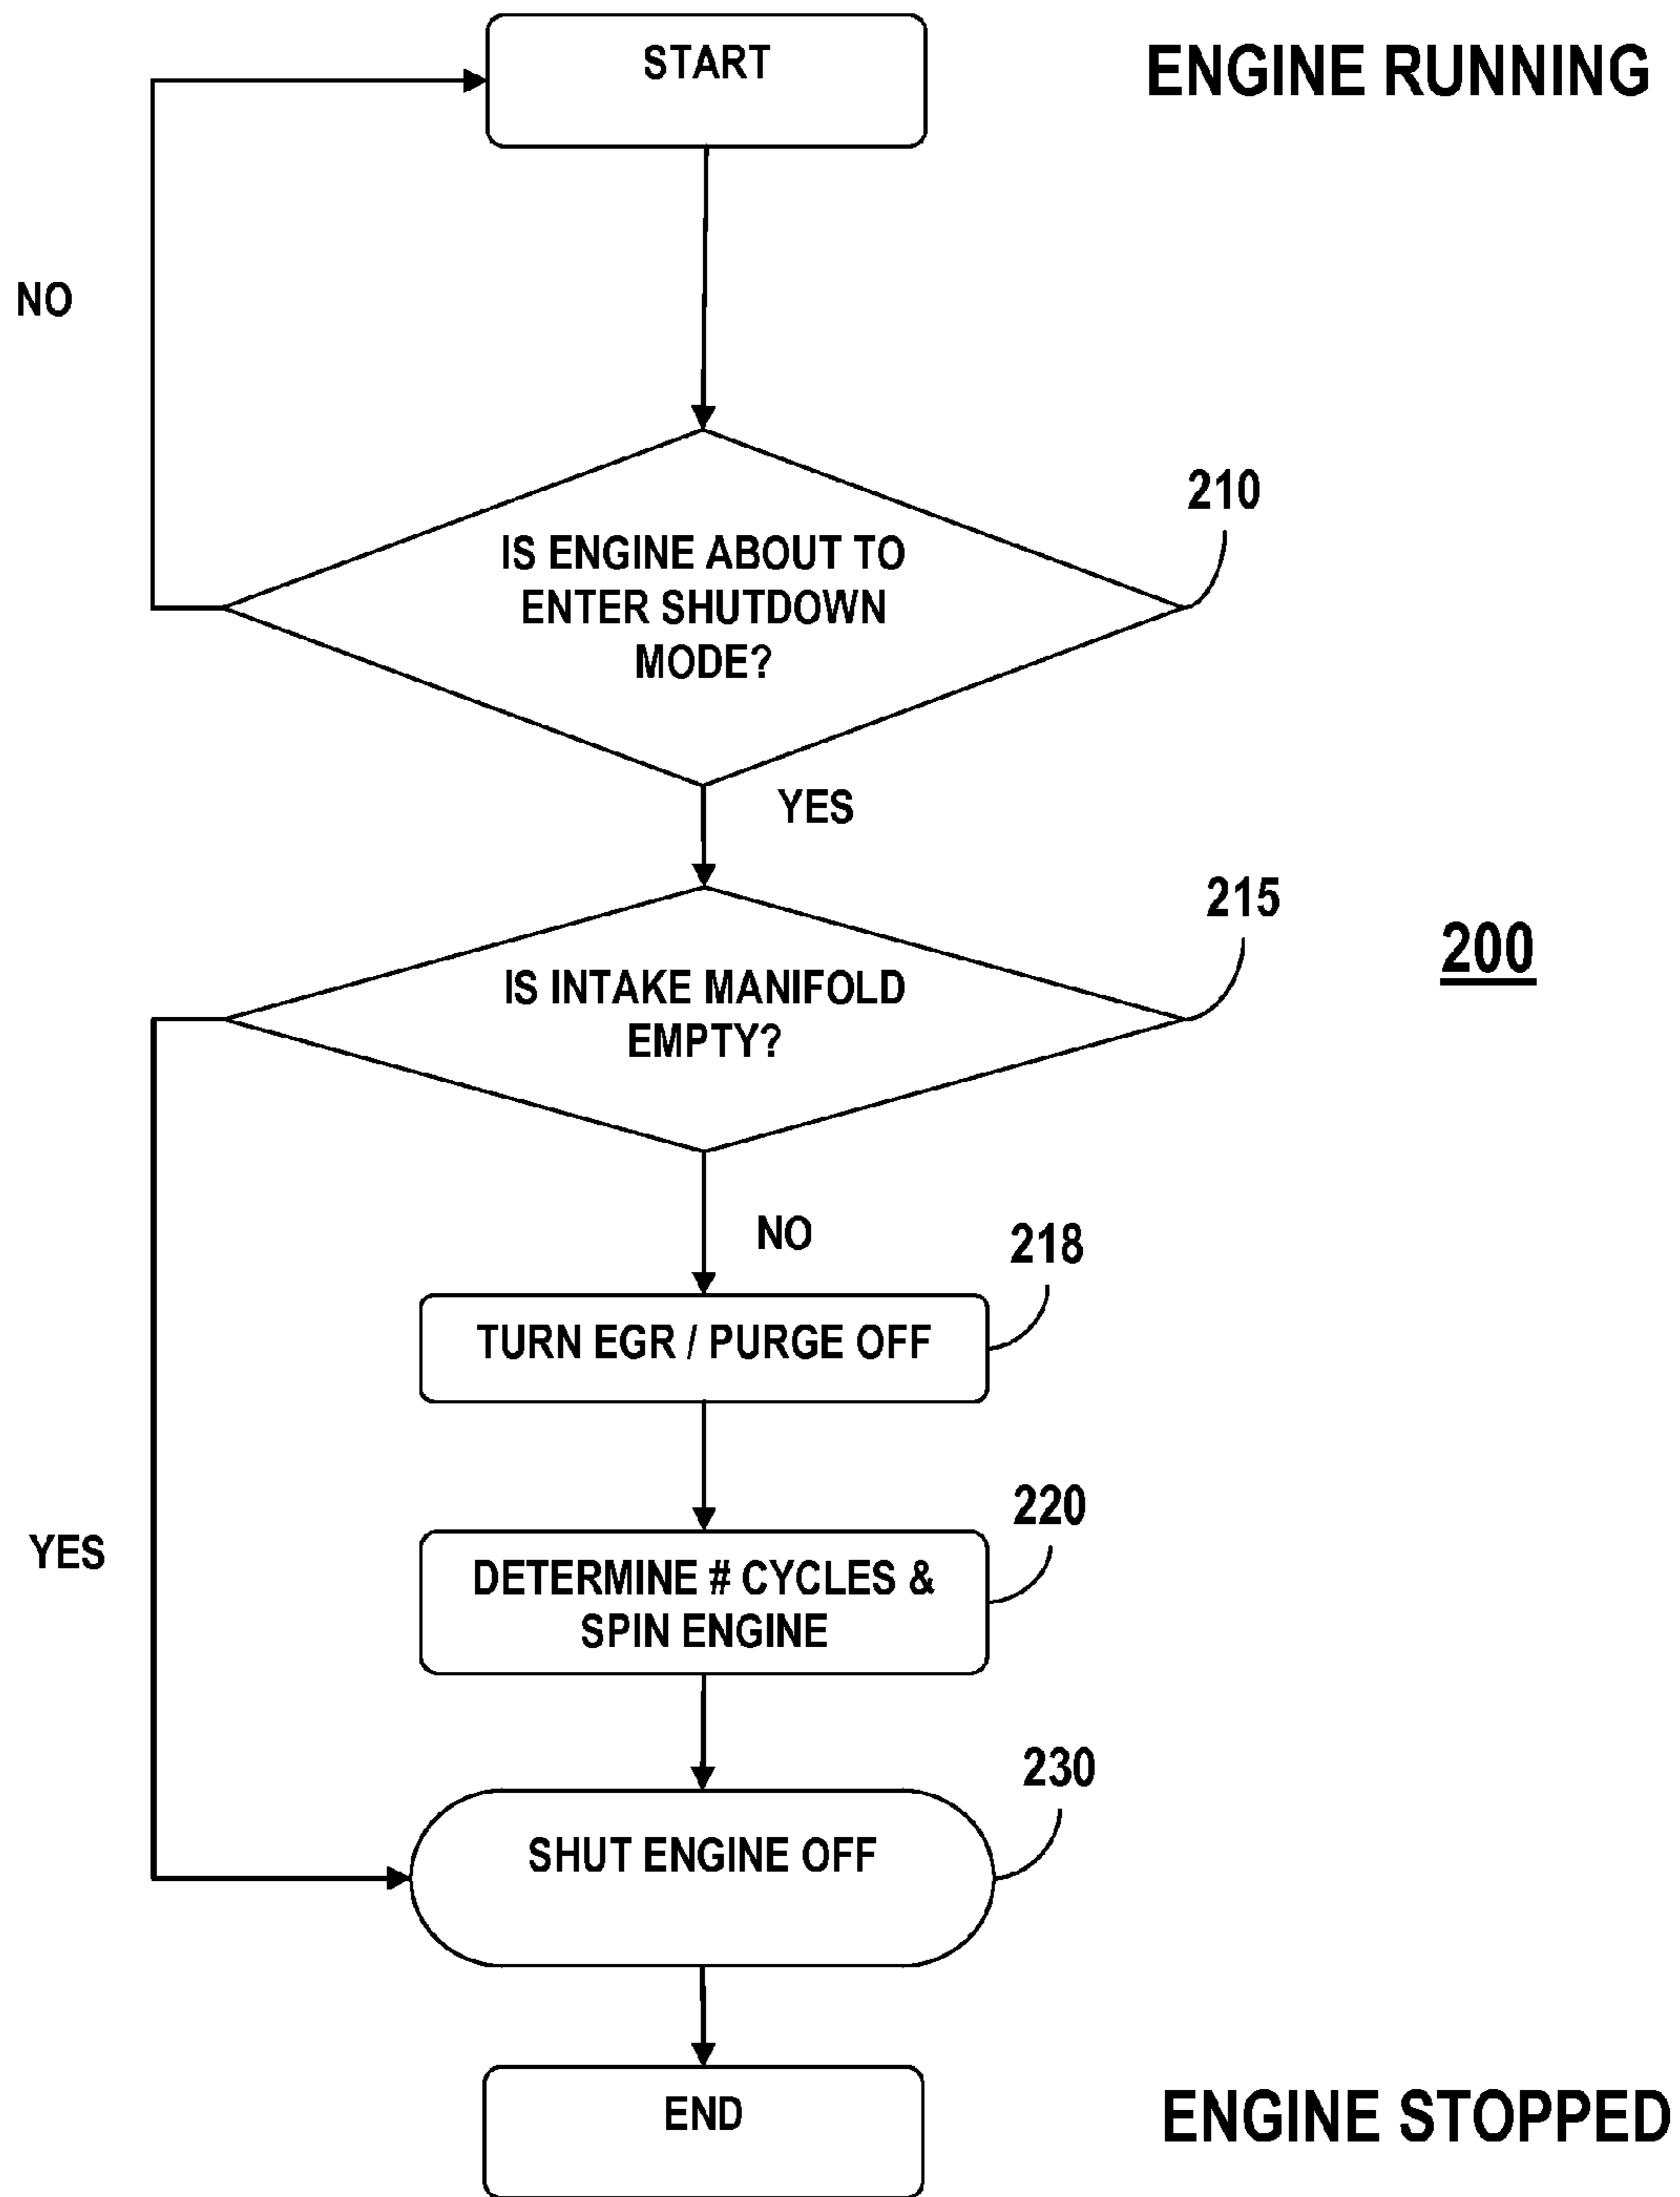 START
ENGINE RUNNING
NO
210
IS ENGINE ABOUT TO
ENTER SHUTDOWN
MODE?
YES
215
200
IS INTAKE MANIFOLD
EMPTY?
NO
218
TURN EGR / PURGE OFF
220
YES
DETERMINE # CYCLES &
SPIN ENGINE
230
SHUT ENGINE OFF
END
ENGINE STOPPED